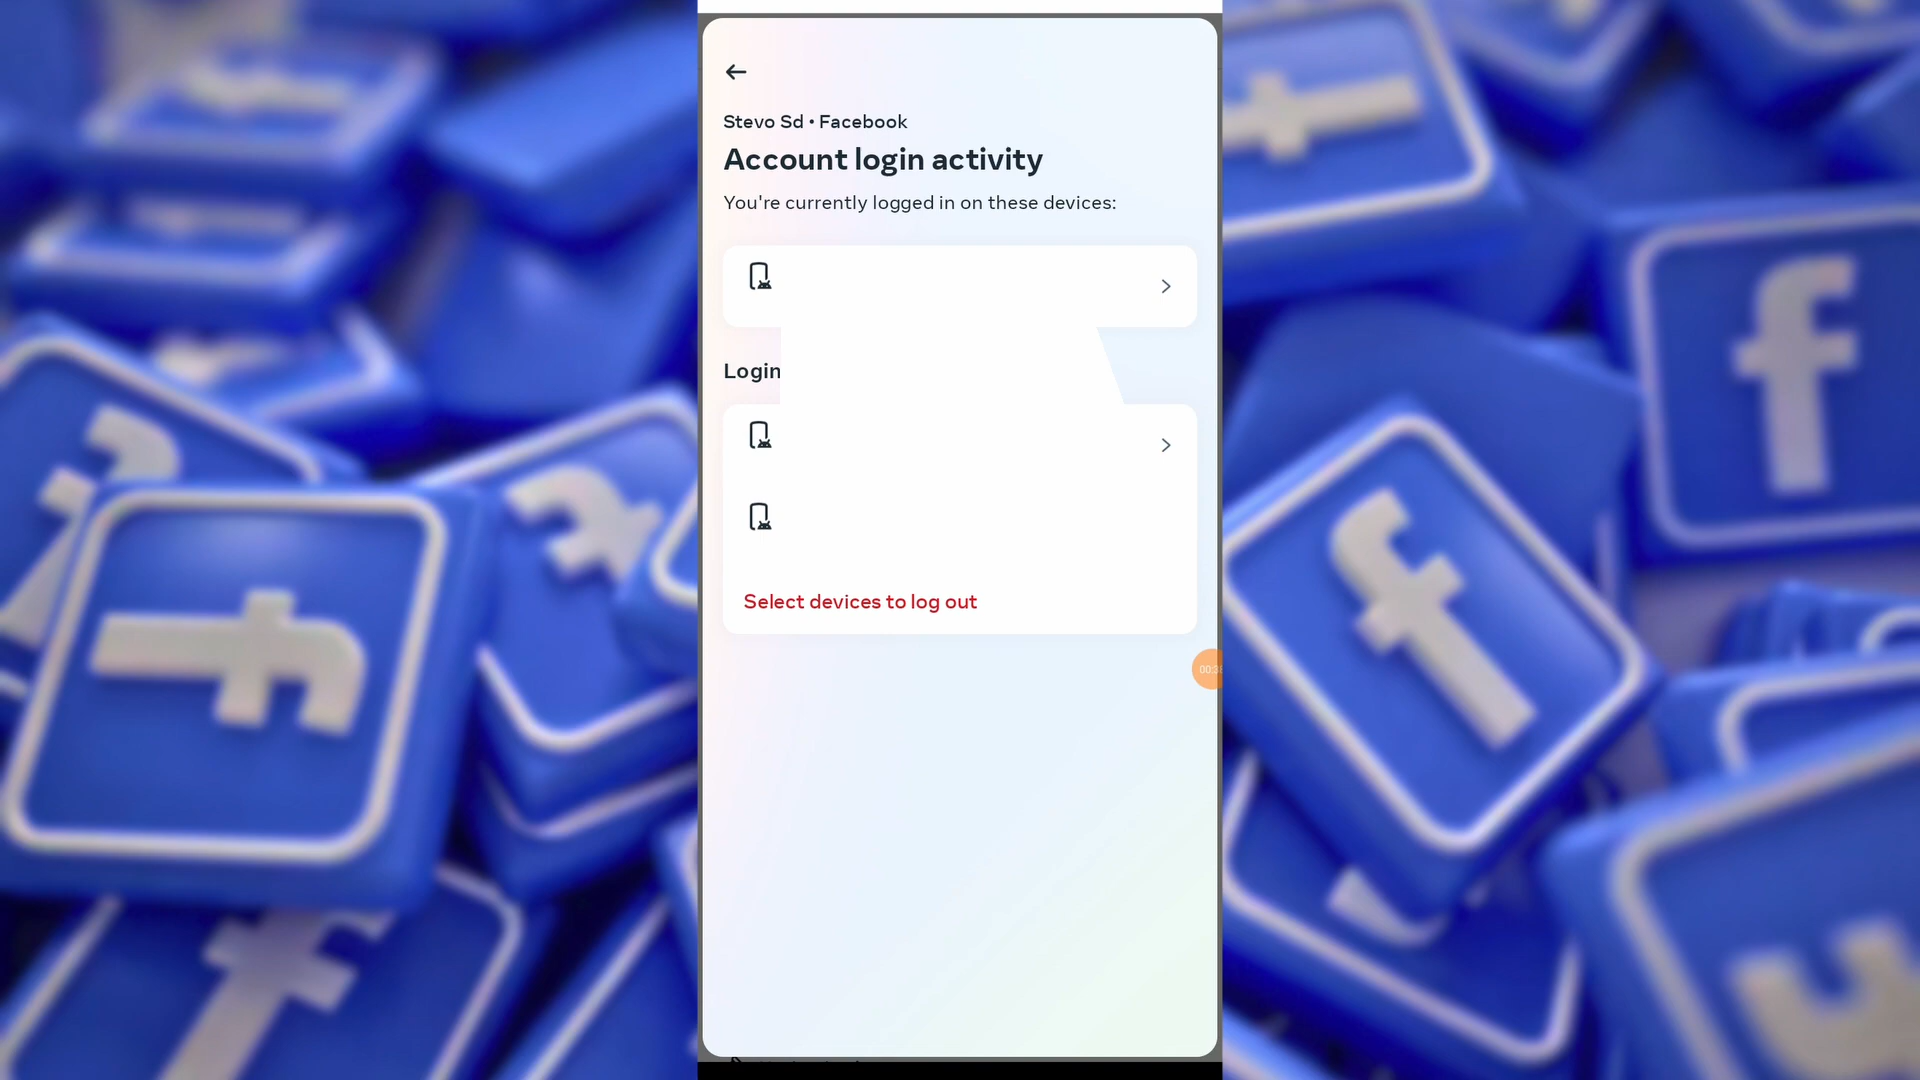 Stevo Sd • Facebook
Account login activity
You're currently logged in on these devices:
Login
Select devices to log out